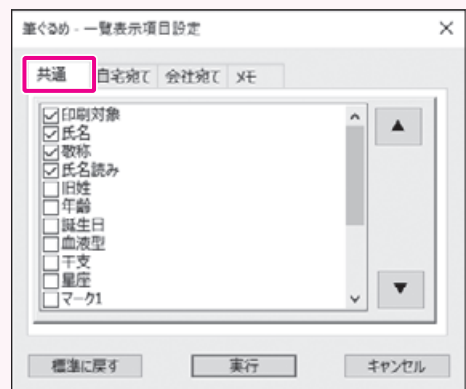 筆ぐるめ - 一覧表示項目設定
共通 自宅宛て 会社宛て メモ
印刷対象
氏名
敬称
氏名読み
旧姓
年齢
誕生日
血液型
干支
星座
マーク1
標準に戻す 実行 キャンセル